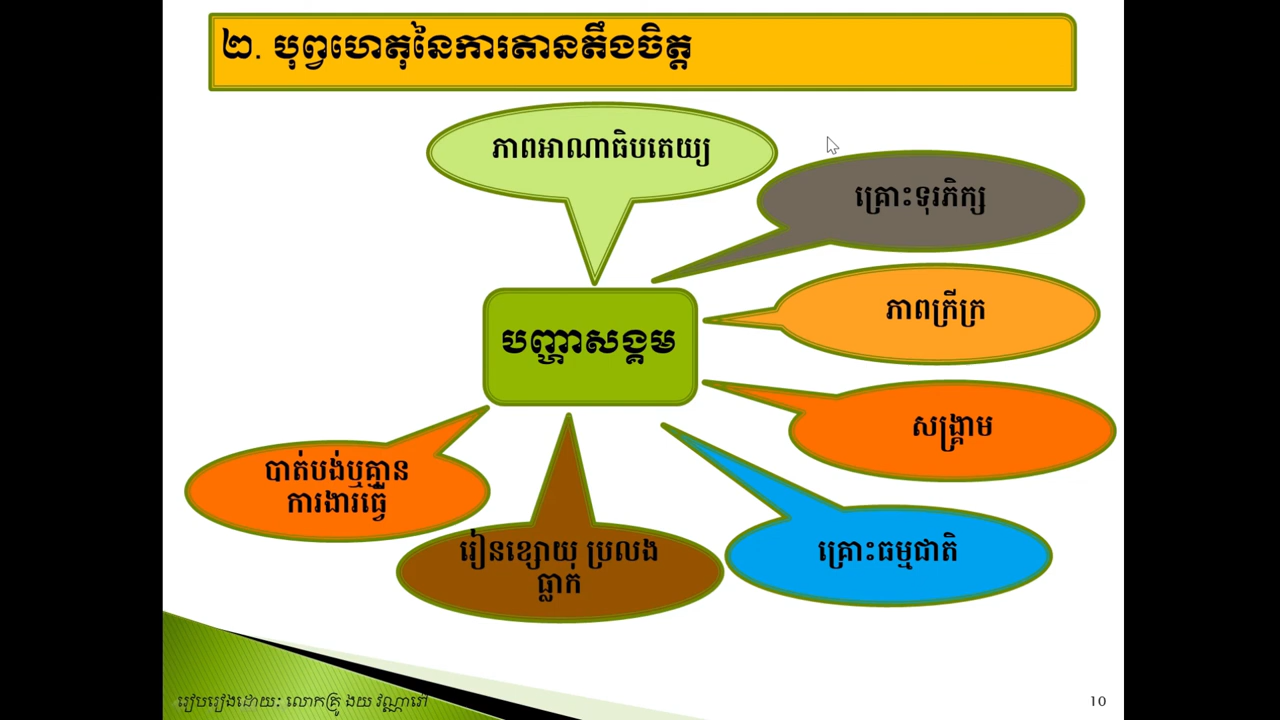 ២. បុព្វហេតុនៃការតានតឹងចិត្ត
ភាពអាណាធិបតេយ្យ
គ្រោះទុរភិក្ស
ភាពក្រីក្រ
បញ្ហាសង្គម
សង្គ្រាម
បាត់បង់ឬគ្មាន
ការងារធ្វើ
រៀនខ្សោយ ប្រលង
ធ្លាក់
គ្រោះធម្មជាតិ
រៀបរៀងដោយៈ លោកគ្រូ ងយ វណ្ណាវៅ
10